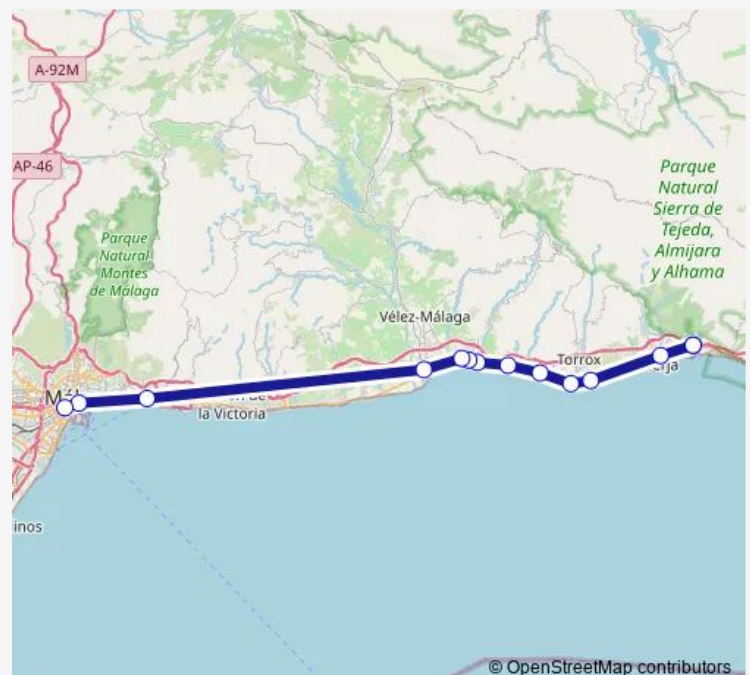 A-92M
AP-46
Parque
Natural
Sierra de
Tejeda,
Almijara
y Alhama
Parque
Natural
Montes
de Málaga
Vélez-Málaga
Torrox
la Victoria
inos
© OpenStreetMap contributors